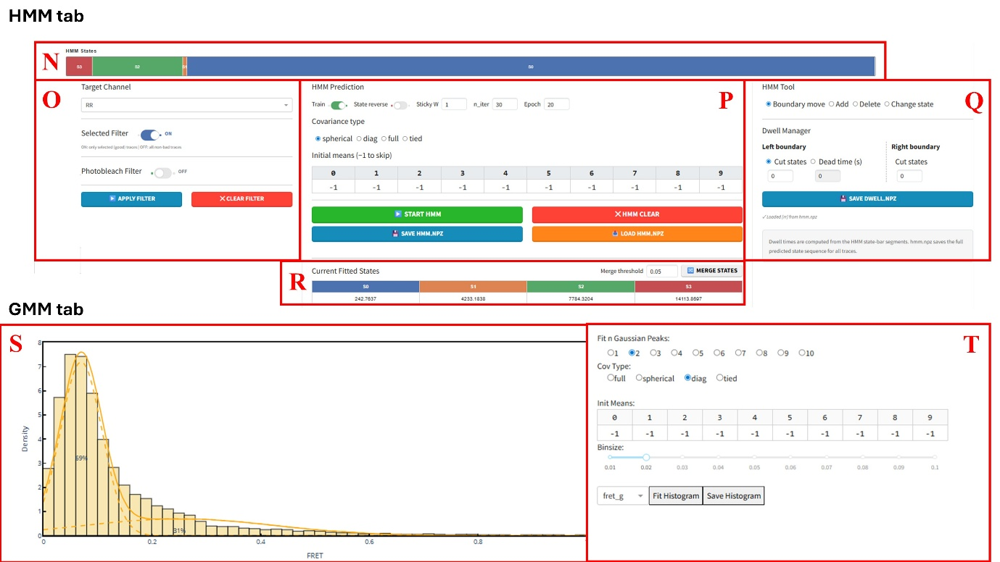 HMM tab
N
HMM States
S3 S2 S1 S0
O
Target Channel
RR
Selected Filter ON
ON: only selected (good) traces | OFF: all non-bad traces
Photobleach Filter OFF
APPLY FILTER
CLEAR FILTER
P
HMM Prediction
Train State reverse Sticky W 1 n_iter 30 Epoch 20
Covariance type
spherical diag full tied
Initial means (−1 to skip)
0 1 2 3 4 5 6 7 8 9
-1 -1 -1 -1 -1 -1 -1 -1 -1 -1
START HMM
HMM CLEAR
SAVE HMM.NPZ
LOAD HMM.NPZ
Q
HMM Tool
Boundary move Add Delete Change state
Dwell Manager
Left boundary Right boundary
Cut states Dead time (s) Cut states
0 0 0
SAVE DWELL.NPZ
✓Loaded [rr] from hmm.npz
Dwell times are computed from the HMM state-bar segments. hmm.npz saves the full
predicted state sequence for all traces.
R
Current Fitted States Merge threshold 0.05 MERGE STATES
S0 S1 S2 S3
242.7637 4233.1838 7784.3204 14113.8697
GMM tab
S
8
7
6
5
4
3
2
1
0
Density
69%
31%
0 0.2 0.4 0.6 0.8
FRET
T
Fit n Gaussian Peaks:
1 2 3 4 5 6 7 8 9 10
Cov Type:
full spherical diag tied
Init Means:
0 1 2 3 4 5 6 7 8 9
-1 -1 -1 -1 -1 -1 -1 -1 -1 -1
Binsize:
0.01 0.02 0.03 0.04 0.05 0.06 0.07 0.08 0.09 0.1
fret_g Fit Histogram Save Histogram